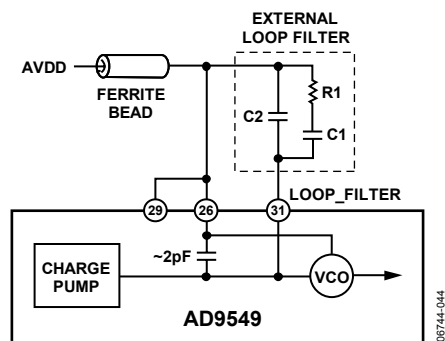 EXTERNAL
LOOP FILTER
AVDD
FERRITE
BEAD
R1
C2
C1
LOOP_FILTER
29
26
31
~2pF
CHARGE
PUMP
VCO
AD9549
06744-044